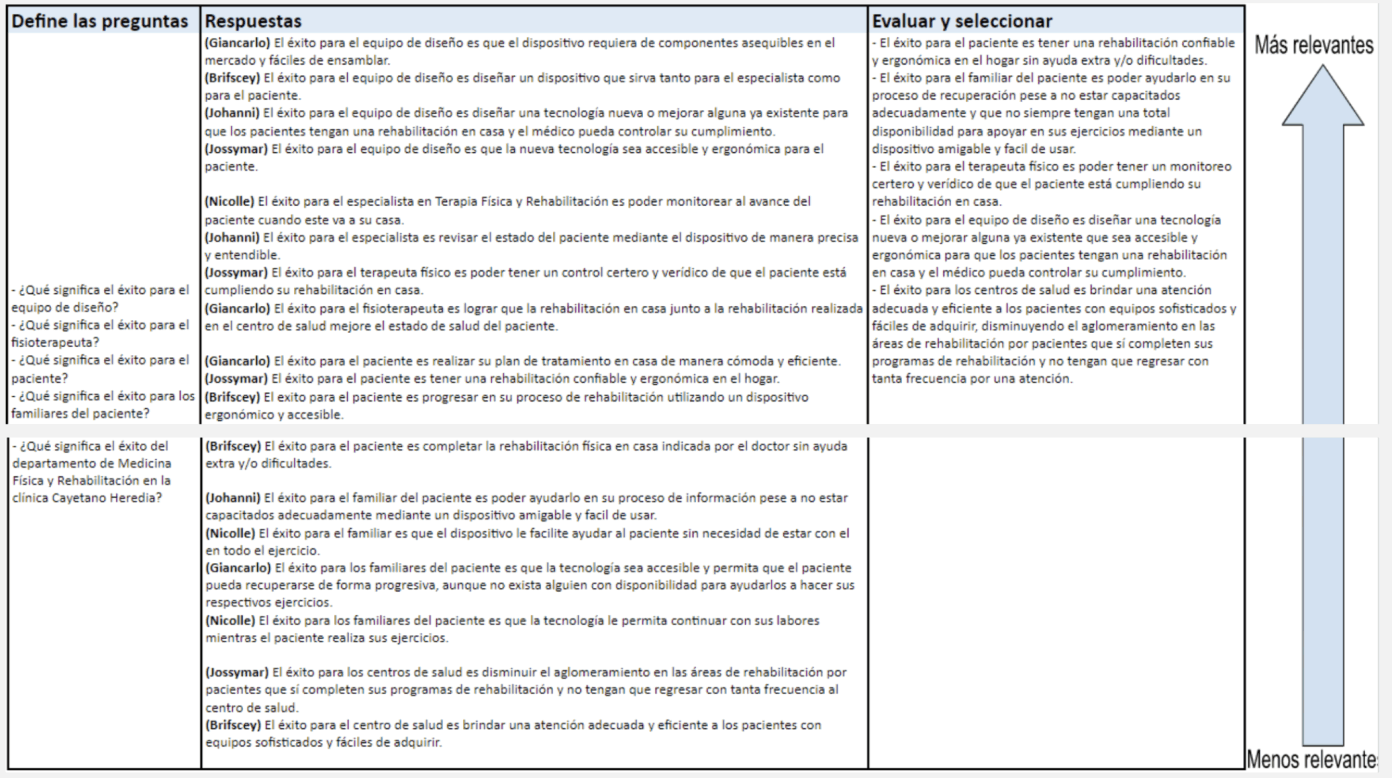 Define las preguntas
Respuestas
Evaluar y seleccionar
- ¿Qué significa el éxito para el
equipo de diseño?
- ¿Qué significa el éxito para el
fisioterapeuta?
- ¿Qué significa el éxito para el
paciente?
- ¿Qué significa el éxito para los
familiares del paciente?
(Giancarlo) El éxito para el equipo de diseño es que el dispositivo requiera de componentes asequibles en el
mercado y fáciles de ensamblar.
(Brifscey) El éxito para el equipo de diseño es diseñar un dispositivo que sirva tanto para el especialista como
para el paciente.
(Johanni) El éxito para el equipo de diseño es diseñar una tecnología nueva o mejorar alguna ya existente para
que los pacientes tengan una rehabilitación en casa y el médico pueda controlar su cumplimiento.
(Jossymar) El éxito para el equipo de diseño es que la nueva tecnología sea accesible y ergonómica para el
paciente.
(Nicolle) El éxito para el especialista en Terapia Física y Rehabilitación es poder monitorear al avance del
paciente cuando este va a su casa.
(Johanni) El éxito para el especialista es revisar el estado del paciente mediante el dispositivo de manera precisa
y entendible.
(Jossymar) El éxito para el terapeuta físico es poder tener un control certero y verídico de que el paciente está
cumpliendo su rehabilitación en casa.
(Giancarlo) El éxito para el fisioterapeuta es lograr que la rehabilitación en casa junto a la rehabilitación realizada
en el centro de salud mejore el estado de salud del paciente.
(Giancarlo) El éxito para el paciente es realizar su plan de tratamiento en casa de manera cómoda y eficiente.
(Jossymar) El éxito para el paciente es tener una rehabilitación confiable y ergonómica en el hogar.
(Brifscey) El exito para el paciente es progresar en su proceso de rehabilitación utilizando un dispositivo
ergonómico y accesible.
- El éxito para el paciente es tener una rehabilitación confiable
y ergonómica en el hogar sin ayuda extra y/o dificultades.
- El éxito para el familiar del paciente es poder ayudarlo en su
proceso de recuperación pese a no estar capacitados
adecuadamente y que no siempre tengan una total
disponibilidad para apoyar en sus ejercicios mediante un
dispositivo amigable y facil de usar.
- El éxito para el terapeuta físico es poder tener un monitoreo
certero y verídico de que el paciente está cumpliendo su
rehabilitación en casa.
- El éxito para el equipo de diseño es diseñar una tecnología
nueva o mejorar alguna ya existente que sea accesible y
ergonómica para que los pacientes tengan una rehabilitación
en casa y el médico pueda controlar su cumplimiento.
- El éxito para los centros de salud es brindar una atención
adecuada y eficiente a los pacientes con equipos sofisticados y
fáciles de adquirir, disminuyendo el aglomeramiento en las
áreas de rehabilitación por pacientes que sí completen sus
programas de rehabilitación y no tengan que regresar con
tanta frecuencia por una atención.
Más relevantes
- ¿Qué significa el éxito del
departamento de Medicina
Física y Rehabilitación en la
clínica Cayetano Heredia?
(Brifscey) El éxito para el paciente es completar la rehabilitación física en casa indicada por el doctor sin ayuda
extra y/o dificultades.
(Johanni) El éxito para el familiar del paciente es poder ayudarlo en su proceso de información pese a no estar
capacitados adecuadamente mediante un dispositivo amigable y facil de usar.
(Nicolle) El éxito para el familiar es que el dispositivo le facilite ayudar al paciente sin necesidad de estar con el
en todo el ejercicio.
(Giancarlo) El éxito para los familiares del paciente es que la tecnología sea accesible y permita que el paciente
pueda recuperarse de forma progresiva, aunque no exista alguien con disponibilidad para ayudarlos a hacer sus
respectivos ejercicios.
(Nicolle) El éxito para los familiares del paciente es que la tecnología le permita continuar con sus labores
mientras el paciente realiza sus ejercicios.
(Jossymar) El éxito para los centros de salud es disminuir el aglomeramiento en las áreas de rehabilitación por
pacientes que sí completen sus programas de rehabilitación y no tengan que regresar con tanta frecuencia al
centro de salud.
(Brifscey) El éxito para el centro de salud es brindar una atención adecuada y eficiente a los pacientes con
equipos sofisticados y fáciles de adquirir.
Menos relevante